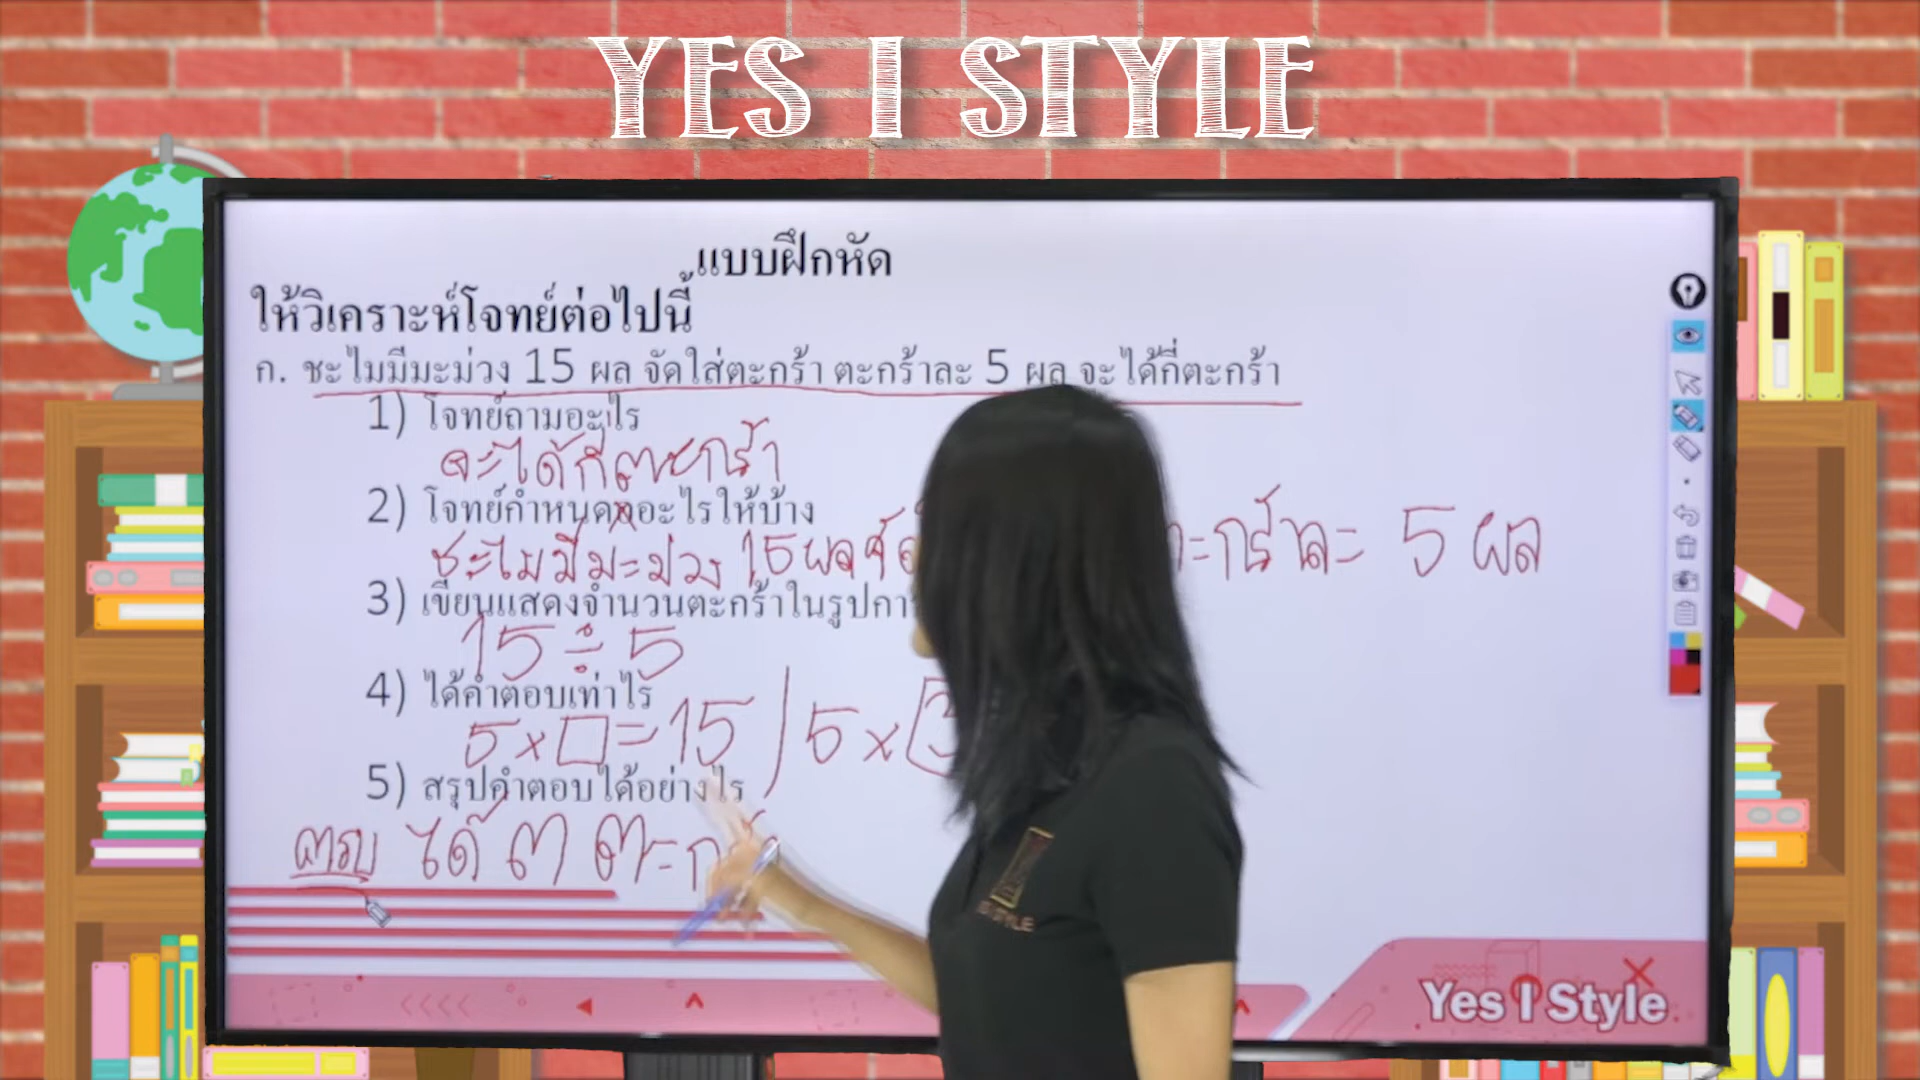 YES I STYLE
แบบฝึกหัด
ให้วิเคราะห์โจทย์ต่อไปนี้
ก. ชะไมมีมะม่วง 15 ผล จัดใส่ตะกร้า ตะกร้าละ 5 ผล จะได้กี่ตะกร้า
1) โจทย์ถามอะไร
จะได้กี่ตะกร้า
2) โจทย์กำหนดอะไรให้บ้าง
ชะไมมีมะม่วง 15 ผล จัด ะกร้าละ 5 ผล
3) เขียนแสดงจำนวนตะกร้าในรูปกา
15 ÷ 5
4) ได้คำตอบเท่าไร
5 × □ = 15 / 5 × 3
5) สรุปคำตอบได้อย่างไร
ตอบ ได้ ๓ ตะกร้า
Yes I Style